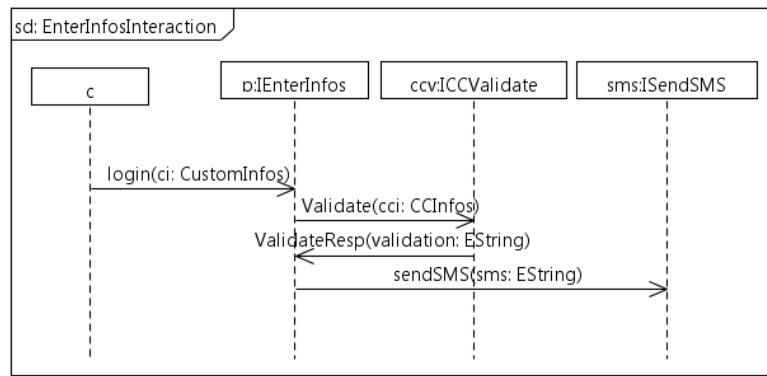 sd: EnterInfosInteraction
c
p:IEnterInfos
ccv:ICCValidate
sms:ISendSMS
login(ci: CustomInfos)
Validate(cci: CCInfos)
ValidateResp(validation: EString)
sendSMS(sms: EString)